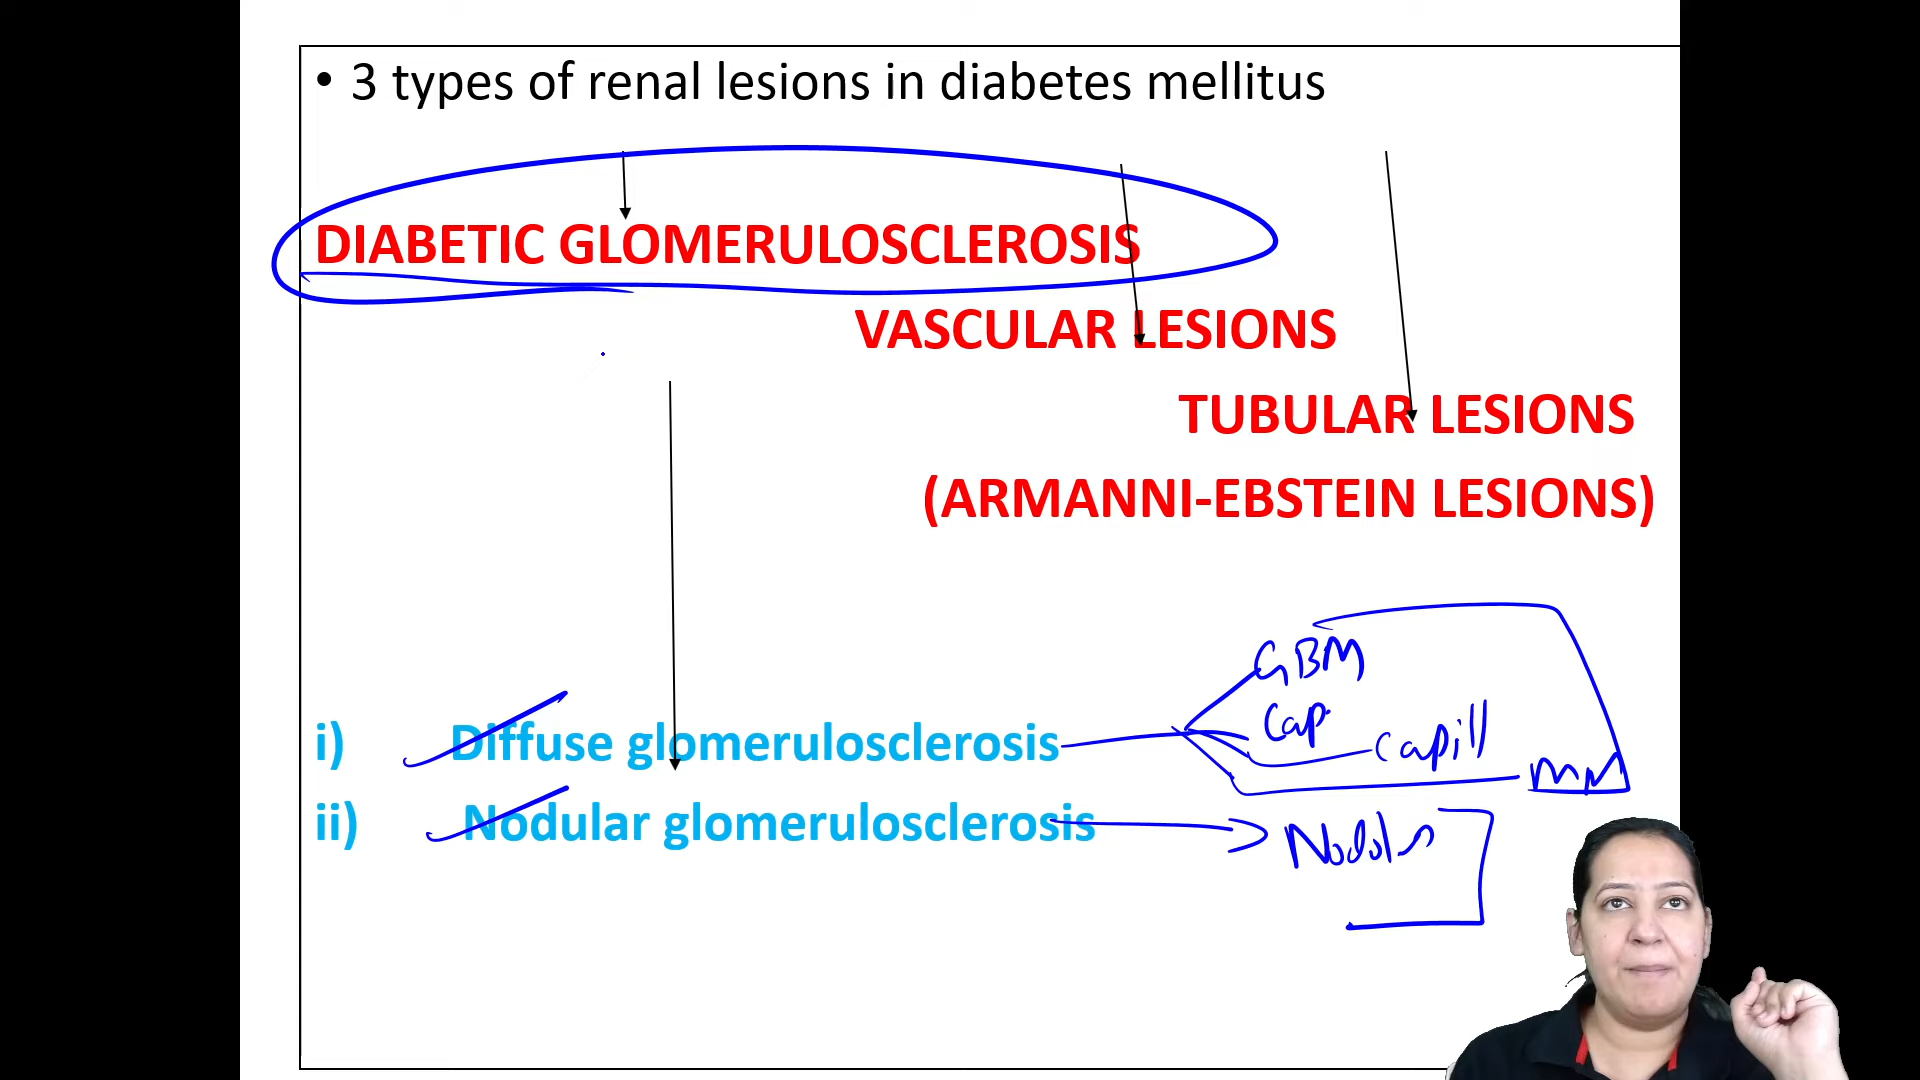 • 3 types of renal lesions in diabetes mellitus
DIABETIC GLOMERULOSCLEROSIS
VASCULAR LESIONS
TUBULAR LESIONS
(ARMANNI-EBSTEIN LESIONS)
GBM
Cap.
Capill
MM
i) Diffuse glomerulosclerosis
ii) Nodular glomerulosclerosis